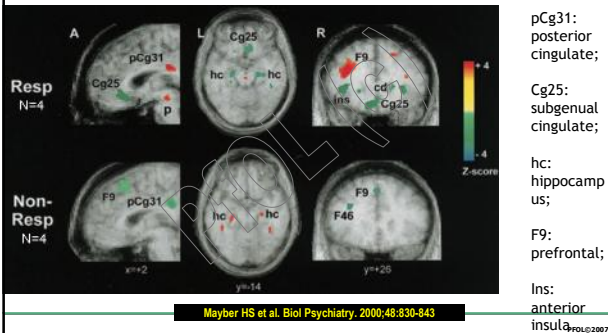 A
L
R
Cg25
F9
pCg31
+ 4
Resp
N=4
Cg25
hc
hc
ins
cd
Cg25
p
- 4
Z-score
F9
pCg31
F9
F46
Non-
Resp
N=4
hc
hc
x=+2
y=-14
y=+26
Mayber HS et al. Biol Psychiatry. 2000;48:830-843
pCg31:
posterior
cingulate;
Cg25:
subgenual
cingulate;
hc:
hippocamp
us;
F9:
prefrontal;
Ins:
anterior
insula
PFOL©2007